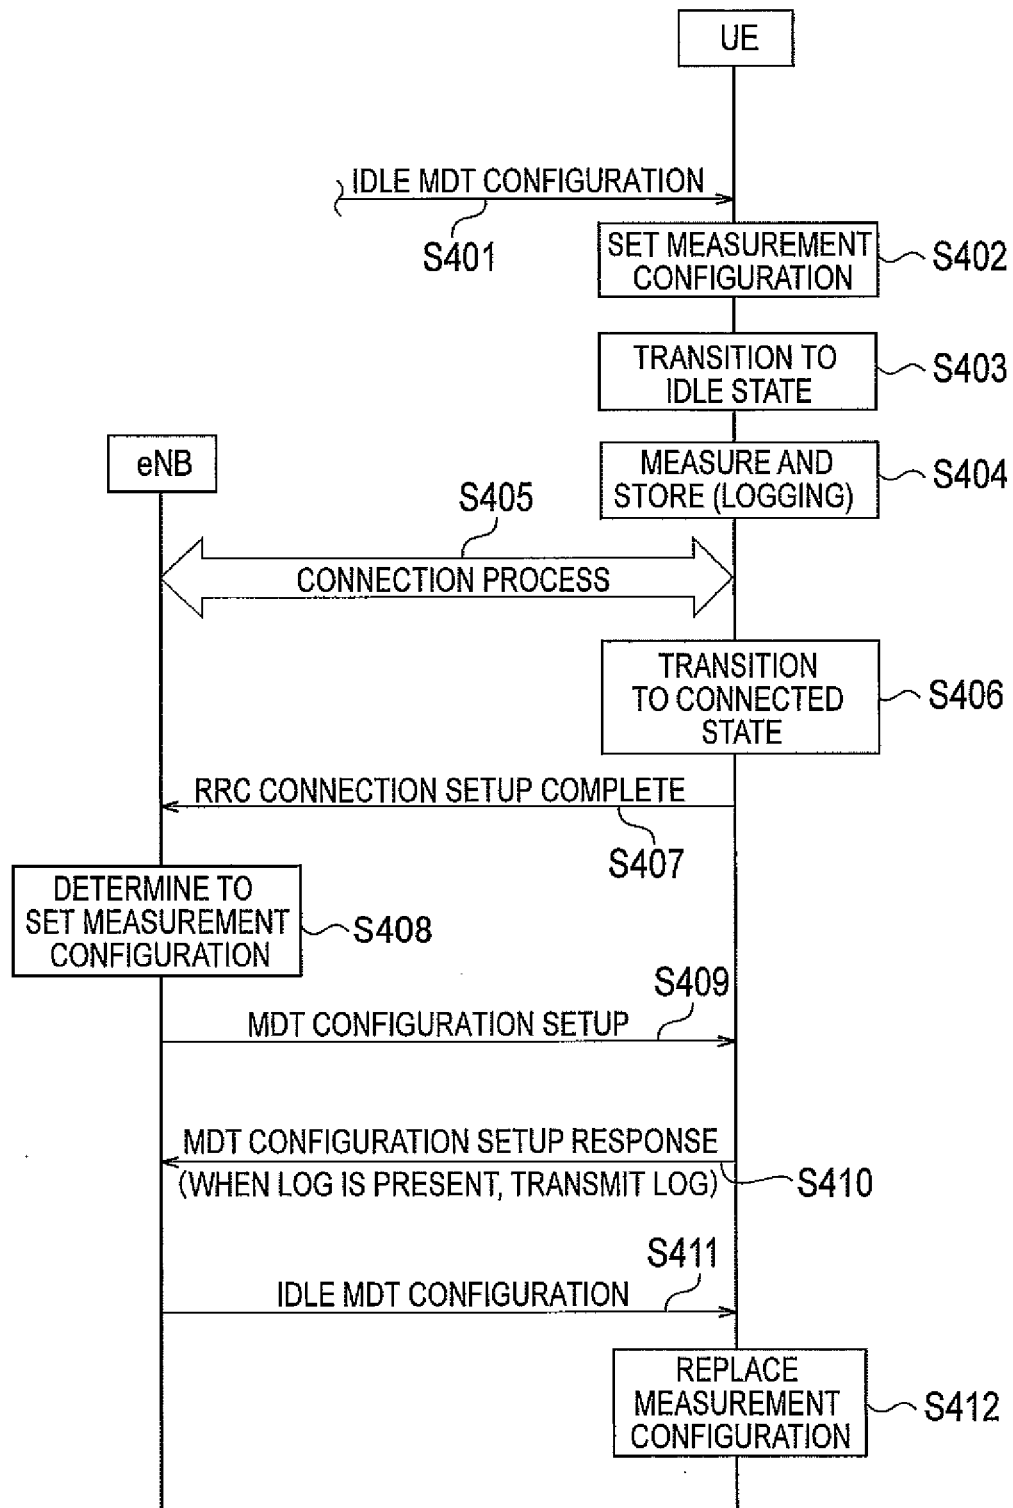 UE
IDLE MDT CONFIGURATION
S401
SET MEASUREMENT
CONFIGURATION
S402
TRANSITION TO
IDLE STATE
S403
eNB
MEASURE AND
STORE (LOGGING)
S404
S405
CONNECTION PROCESS
TRANSITION
TO CONNECTED
STATE
S406
RRC CONNECTION SETUP COMPLETE
S407
DETERMINE TO
SET MEASUREMENT
CONFIGURATION
S408
S409
MDT CONFIGURATION SETUP
MDT CONFIGURATION SETUP RESPONSE
(WHEN LOG IS PRESENT, TRANSMIT LOG)
S410
S411
IDLE MDT CONFIGURATION
REPLACE
MEASUREMENT
CONFIGURATION
S412